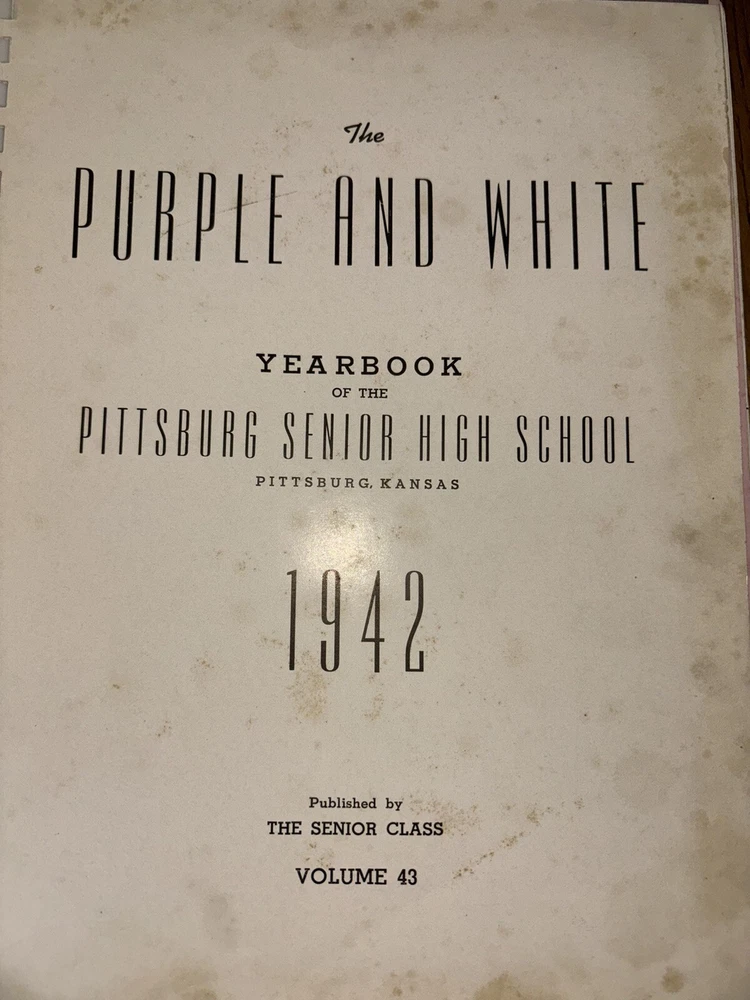 The
PURPLE AND WHITE
YEARBOOK
OF THE
PITTSBURG SENIOR HIGH SCHOOL
PITTSBURG, KANSAS
1942
Published by
THE SENIOR CLASS
VOLUME 43